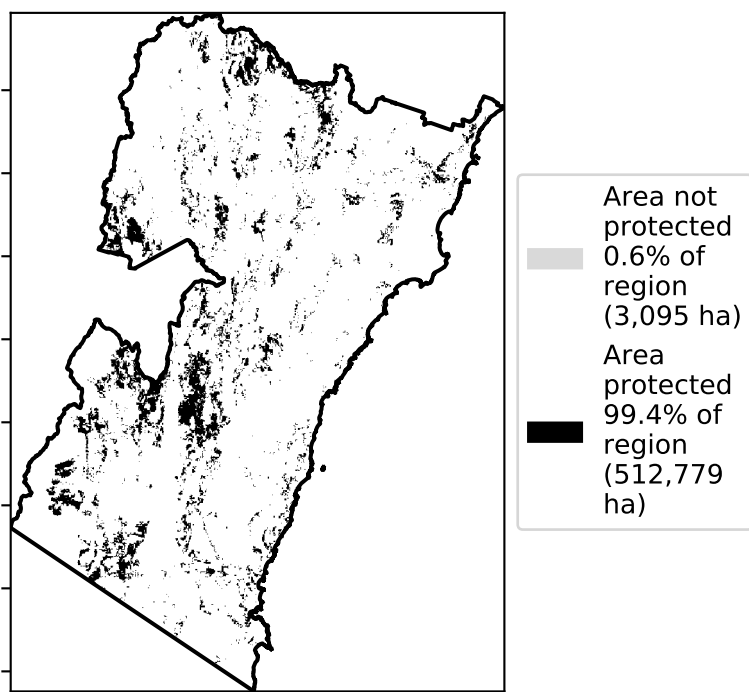 Area not
protected
0.6% of
region
(3,095 ha)
Area
protected
99.4% of
region
(512,779
ha)